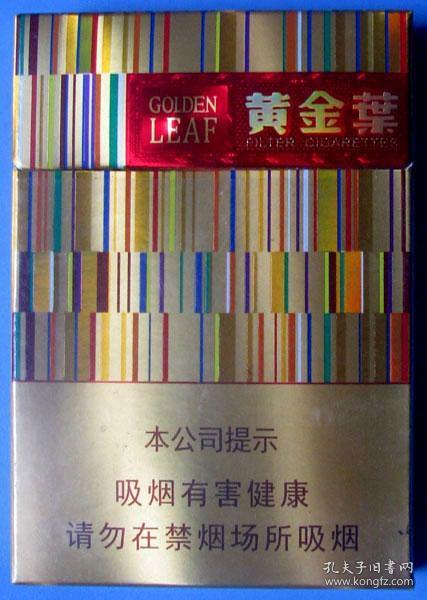 GOLDEN
LEAF
黄金葉
FILTER CIGARETTES
本公司提示
吸烟有害健康
请勿在禁烟场所吸烟
孔夫子旧书网
www.kongfz.com